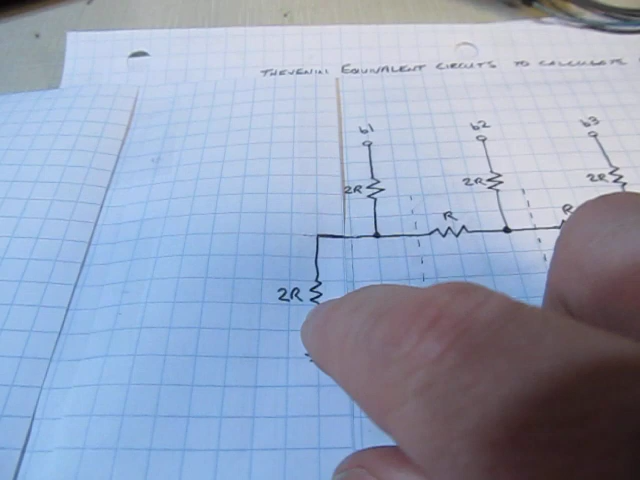 THEVENIN EQUIVALENT CIRCUITS TO CALCULATE
b1 b2 b3
2R 2R 2R
R R
2R